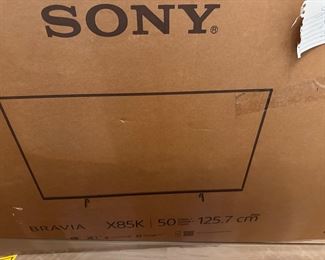 SONY®
BRAVIA X85K | 50 125.7 cm